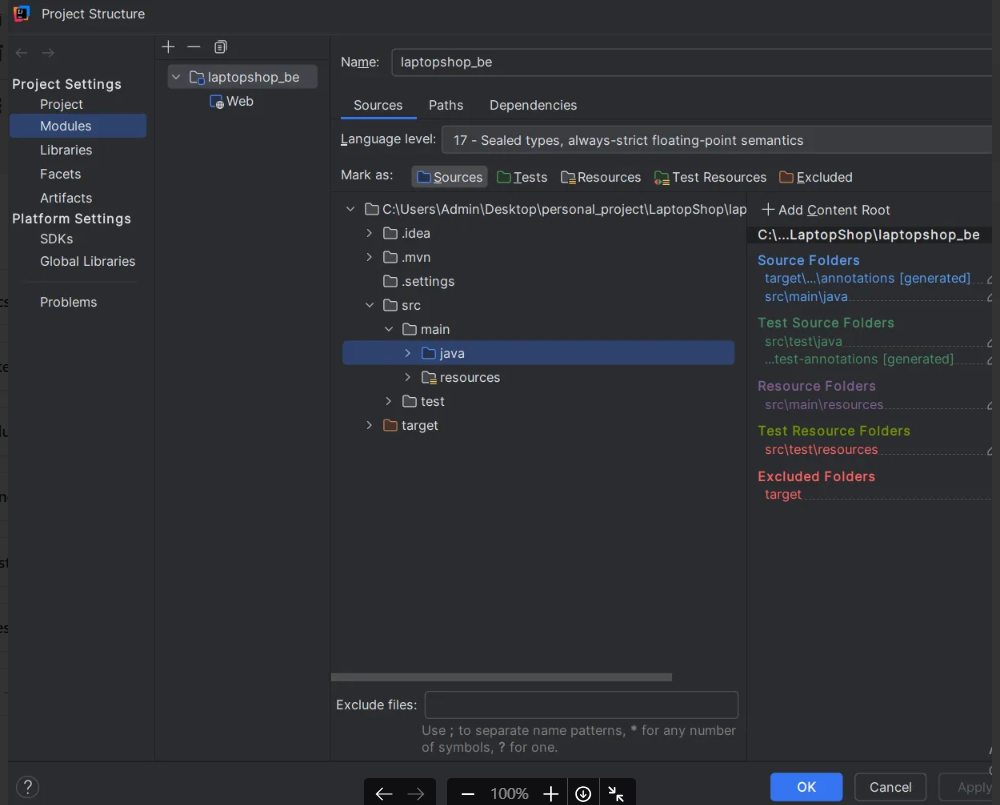 Project Structure
Project Settings
Project
Modules
Libraries
Facets
Artifacts
Platform Settings
SDKs
Global Libraries
Problems
laptopshop_be
Web
Name: laptopshop_be
Sources Paths Dependencies
Language level: 17 - Sealed types, always-strict floating-point semantics
Mark as: Sources Tests Resources Test Resources Excluded
C:\Users\Admin\Desktop\personal_project\LaptopShop\lap
.idea
.mvn
.settings
src
main
java
resources
test
target
+ Add Content Root
C:\...LaptopShop\laptopshop_be
Source Folders
target\...\annotations [generated]
src\main\java
Test Source Folders
src\test\java
...test-annotations [generated]
Resource Folders
src\main\resources
Test Resource Folders
src\test\resources
Excluded Folders
target
Exclude files:
Use ; to separate name patterns, * for any number
of symbols, ? for one.
?
100%
OK Cancel Apply